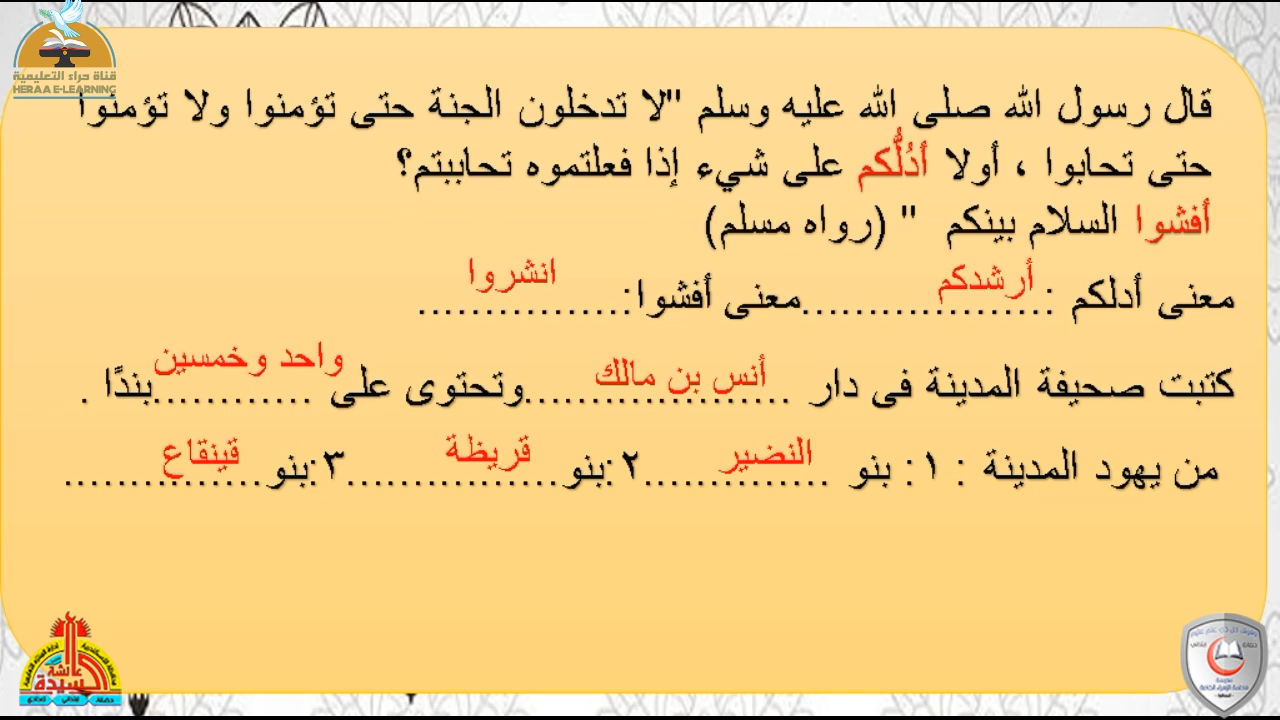 قناة حراء التعليمية
HERAA E-LEARNING
قال رسول الله صلى الله عليه وسلم "لا تدخلون الجنة حتى تؤمنوا ولا تؤمنوا
حتى تحابوا ، أولا أدُلُّكم على شيء إذا فعلتموه تحاببتم؟
أفشوا السلام بينكم " (رواه مسلم)
معنى أدلكم :...................معنى أفشوا:................
أرشدكم انشروا
كتبت صحيفة المدينة فى دار ....................وتحتوى على ............بندًا .
أنس بن مالك واحد وخمسين
من يهود المدينة : ١: بنو ..............٢:بنو................٣:بنو...............
النضير قريظة قينقاع
عائشة
السيدة